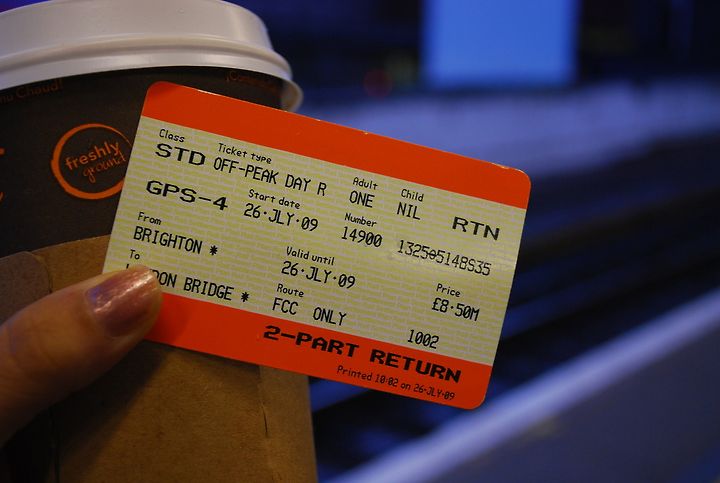 freshly
ground
Class Ticket type Adult Child
STD OFF-PEAK DAY R ONE NIL RTN
Start date Number
GPS-4 26·JLY·09 14900 132505148S35
From Valid until Price
BRIGHTON * 26·JLY·09 £8·50M
To Route
BRIDGE * FCC ONLY 1002
2-PART RETURN
Printed 10:02 on 26·JLY·09